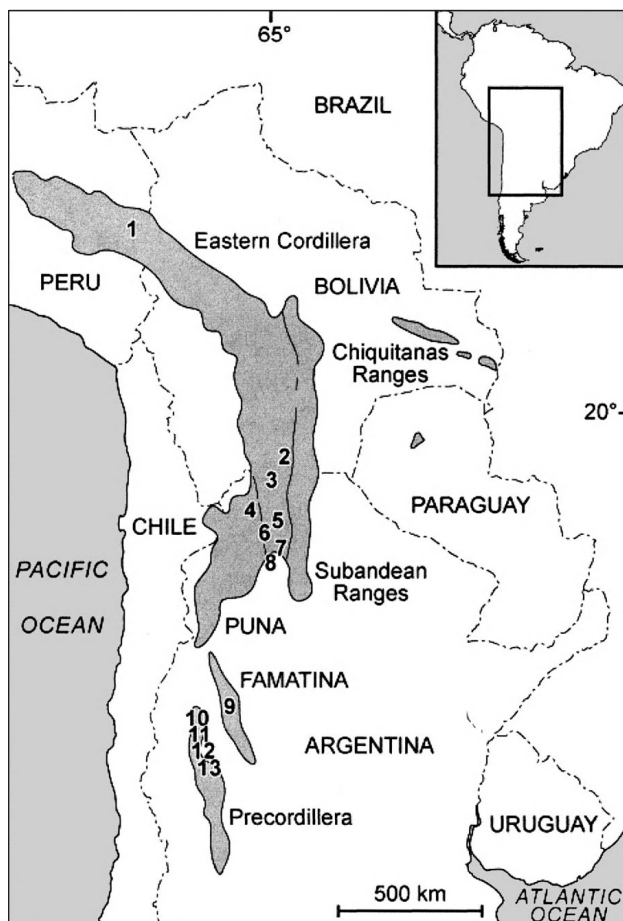 65°
BRAZIL
1
Eastern Cordillera
PERU
BOLIVIA
Chiquitanas
Ranges
20°
2
3
4
5
6
7
8
CHILE
PARAGUAY
PACIFIC
OCEAN
Subandean
Ranges
PUNA
FAMATINA
9
10
11
12
13
ARGENTINA
Precordillera
URUGUAY
500 km
ATLANTIC
OCEAN